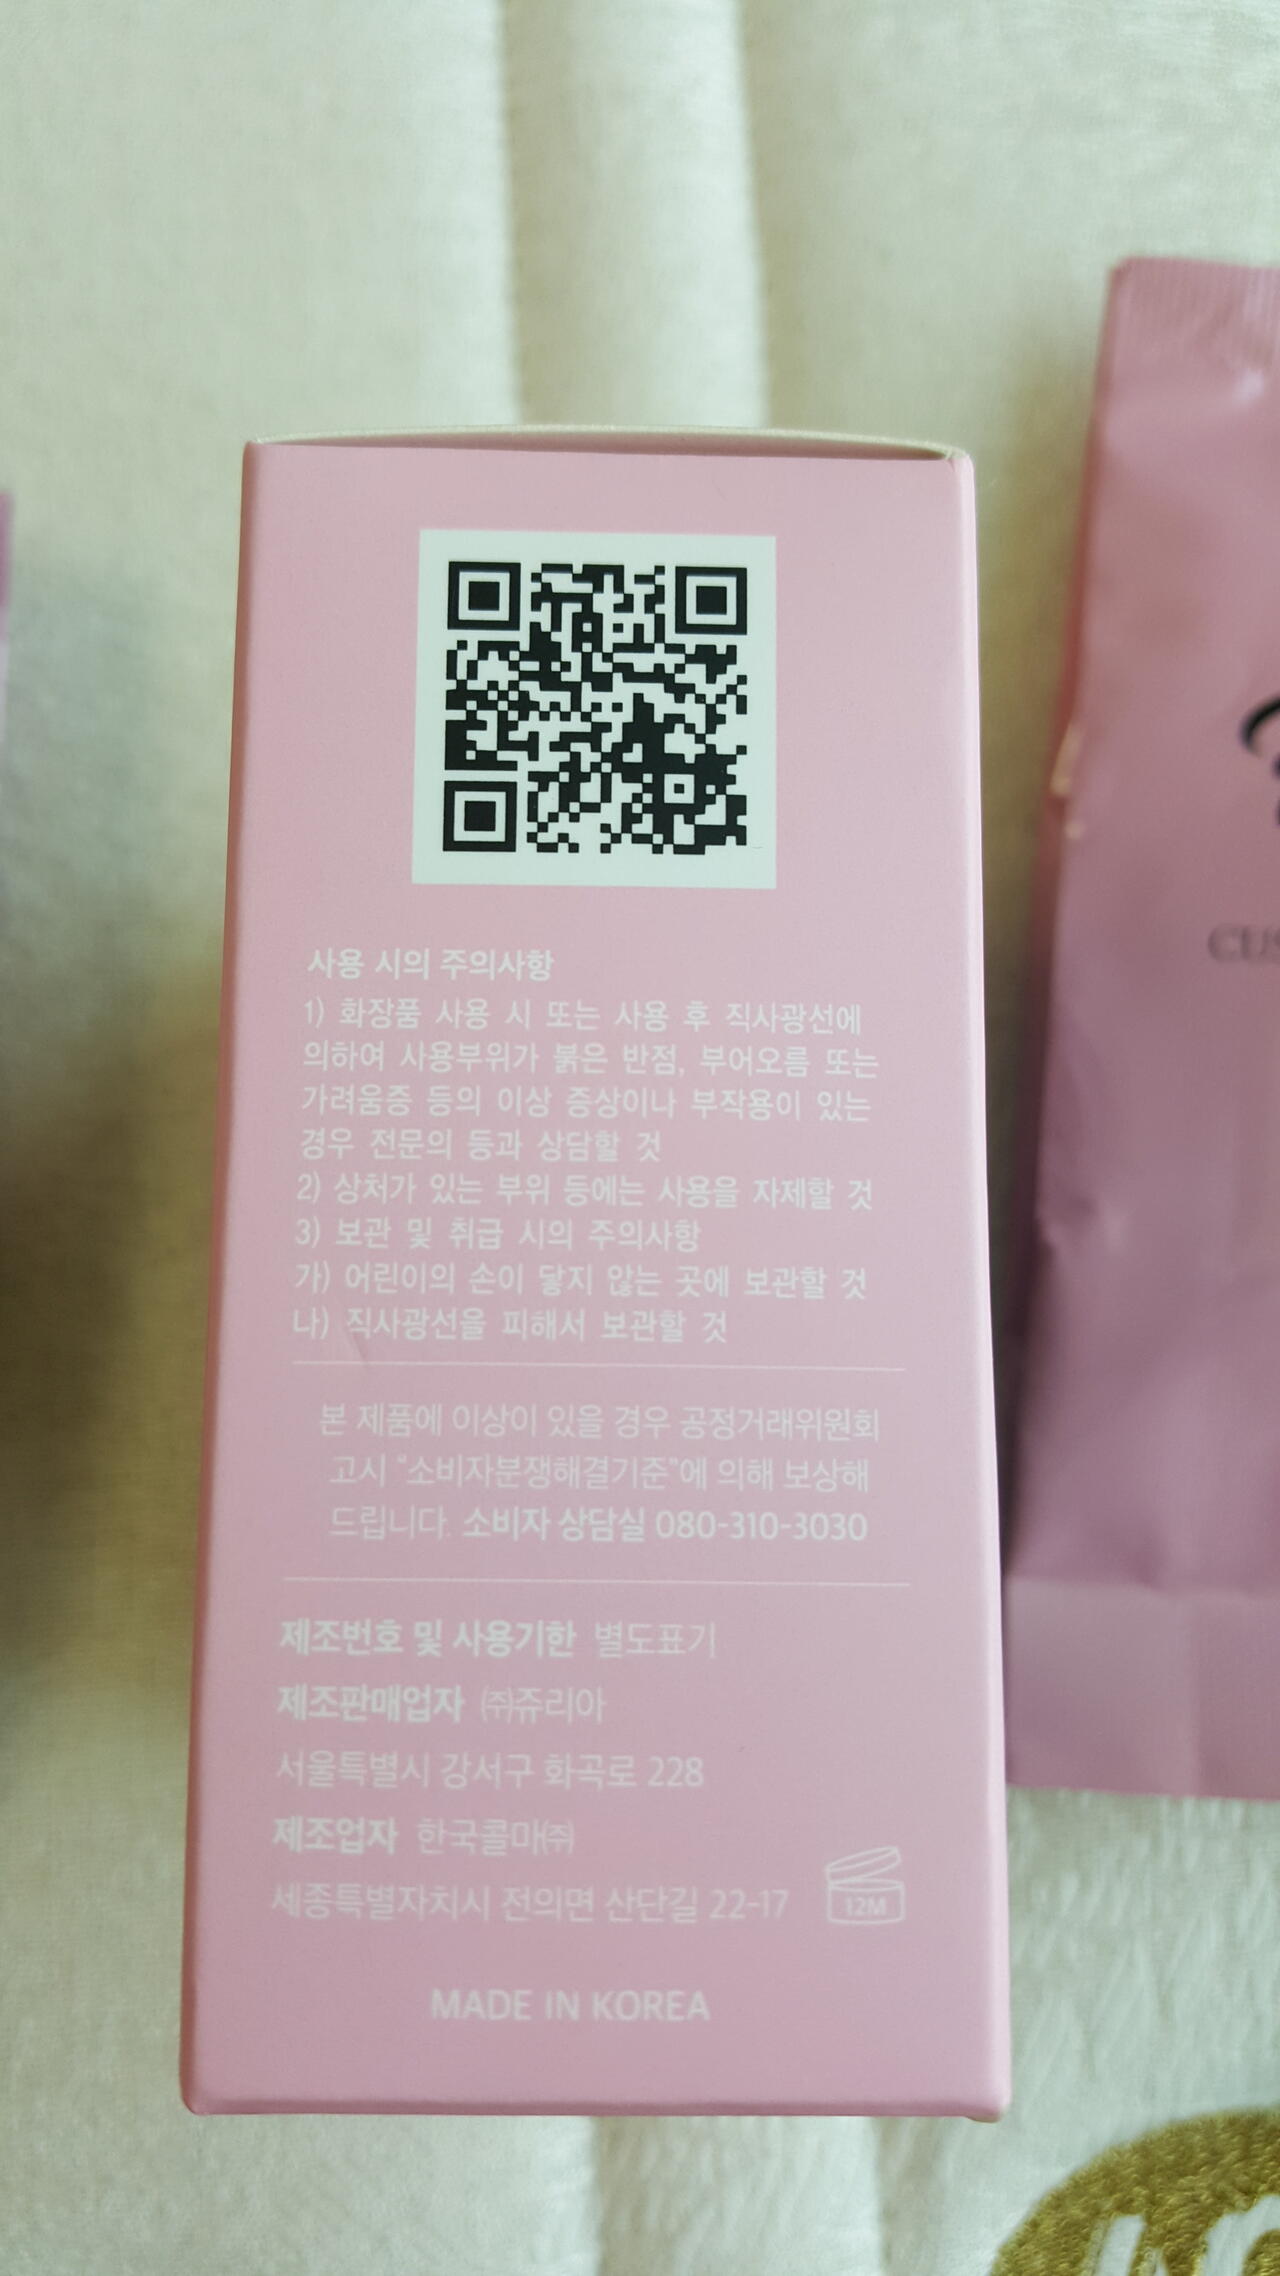 사용 시의 주의사항
1) 화장품 사용 시 또는 사용 후 직사광선에
의하여 사용부위가 붉은 반점, 부어오름 또는
가려움증 등의 이상 증상이나 부작용이 있는
경우 전문의 등과 상담할 것
2) 상처가 있는 부위 등에는 사용을 자제할 것
3) 보관 및 취급 시의 주의사항
가) 어린이의 손이 닿지 않는 곳에 보관할 것
나) 직사광선을 피해서 보관할 것
본 제품에 이상이 있을 경우 공정거래위원회
고시 "소비자분쟁해결기준"에 의해 보상해
드립니다. 소비자 상담실 080-310-3030
제조번호 및 사용기한 별도표기
제조판매업자 ㈜쥬리아
서울특별시 강서구 화곡로 228
제조업자 한국콜마㈜
세종특별자치시 전의면 산단길 22-17
12M
MADE IN KOREA